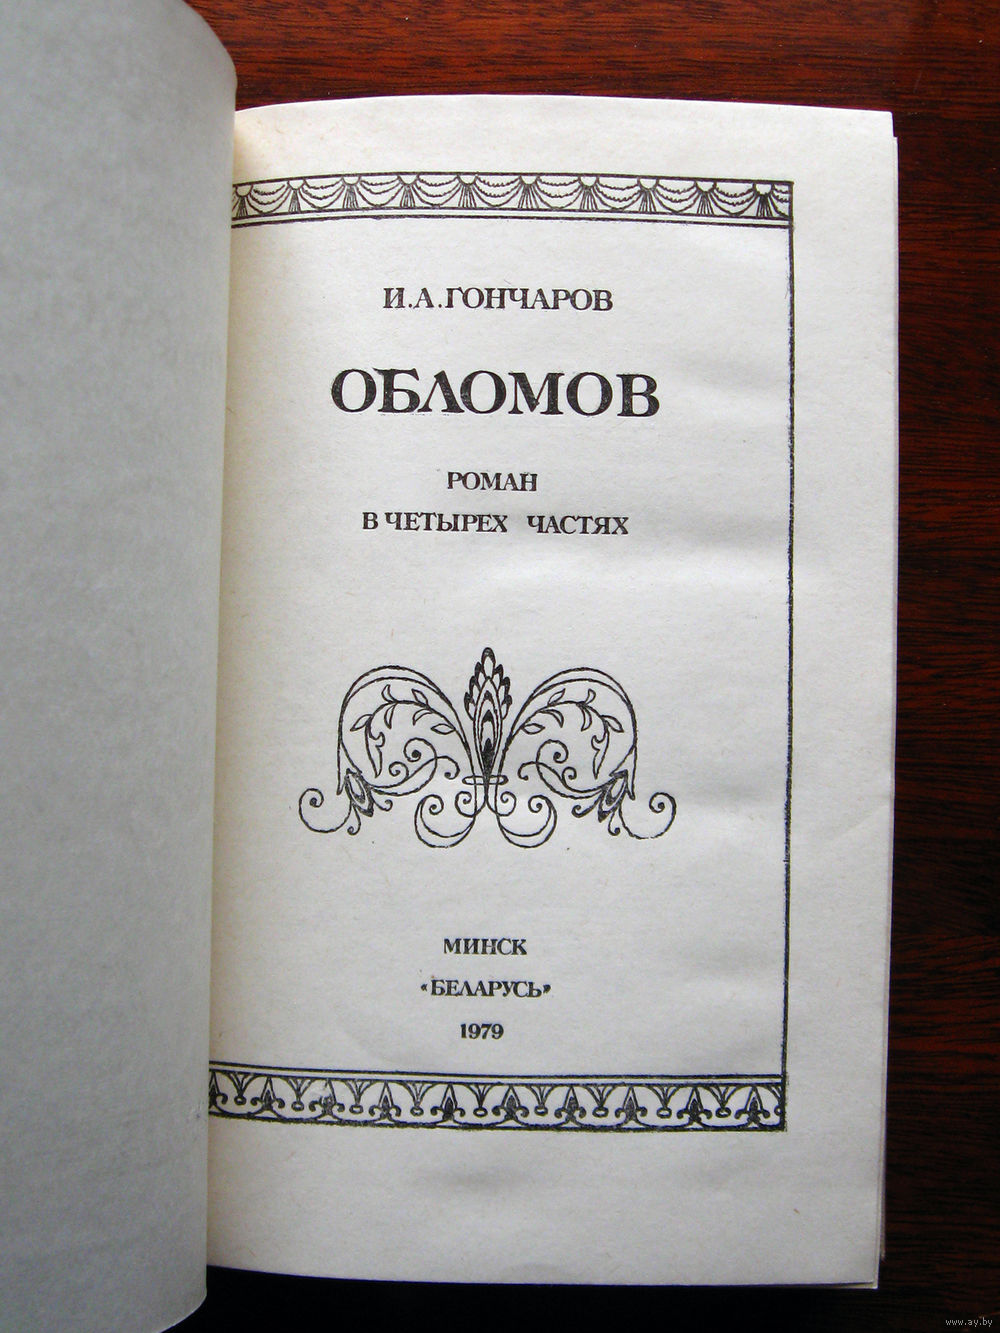 И.А.ГОНЧАРОВ
ОБЛОМОВ
РОМАН
В ЧЕТЫРЕХ ЧАСТЯХ
МИНСК
«БЕЛАРУСЬ»
1979
www.ay.by